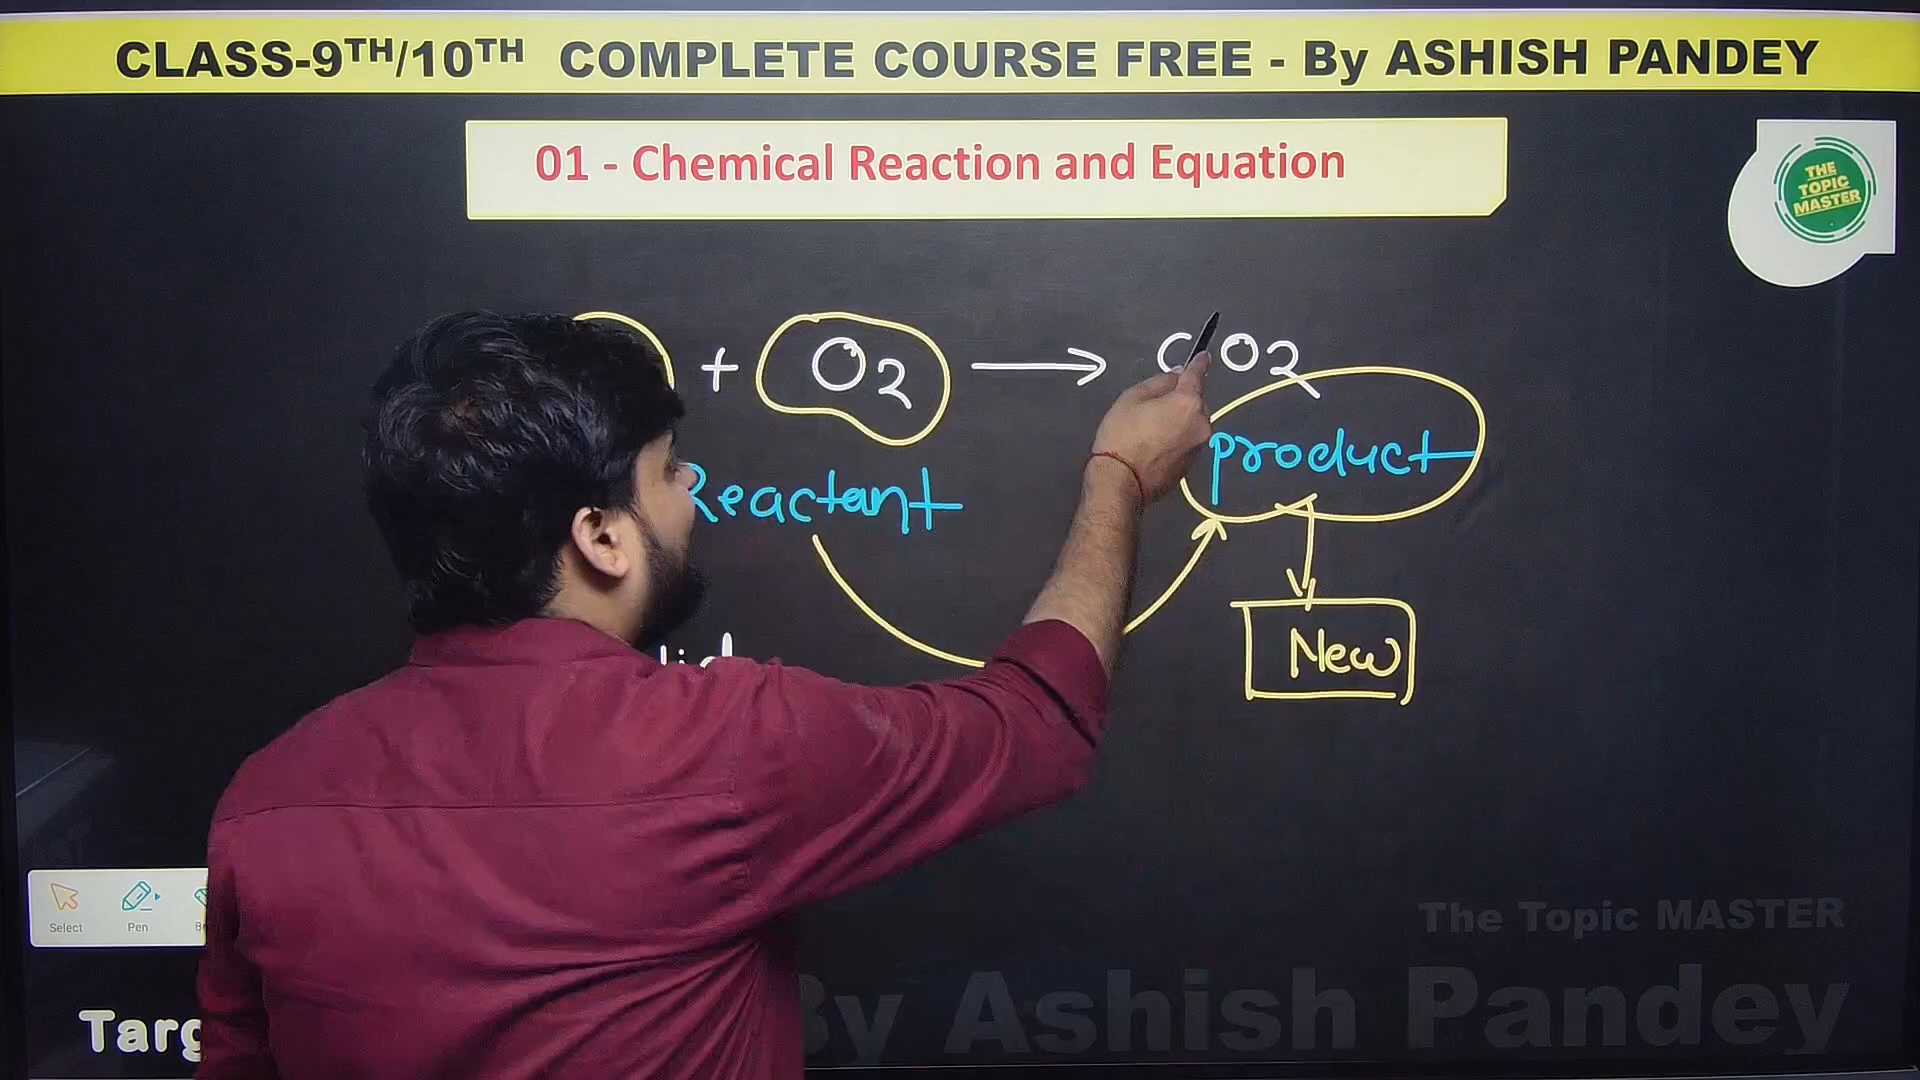 CLASS-9TH/10TH COMPLETE COURSE FREE - By ASHISH PANDEY
01 - Chemical Reaction and Equation
THE
TOPIC
MASTER
+ O2 → CO2
Reactant
product
New
Select
Pen
The Topic MASTER
By Ashish Pandey